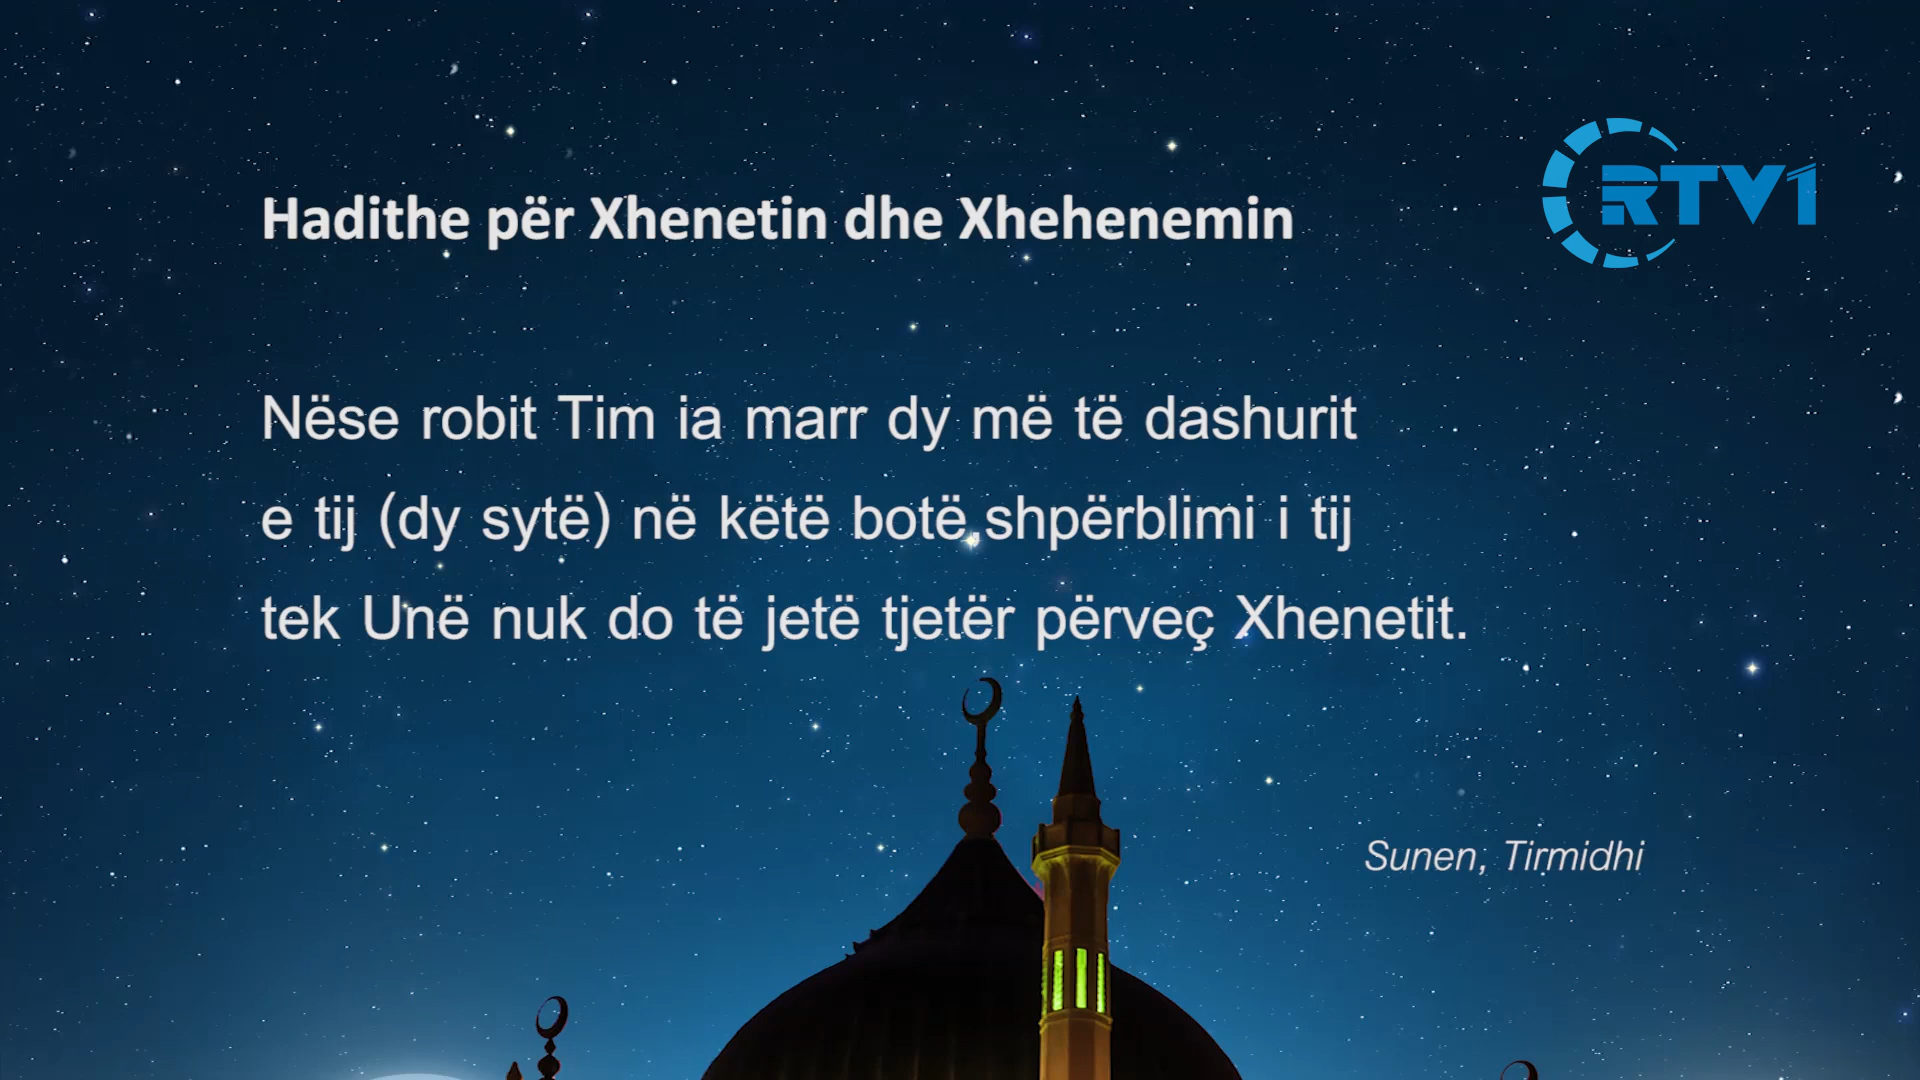 RTV1
Hadithe për Xhenetin dhe Xhehenemin
Nëse robit Tim ia marr dy më të dashurit
e tij (dy sytë) në këtë botë,shpërblimi i tij
tek Unë nuk do të jetë tjetër përveç Xhenetit.
Sunen, Tirmidhi